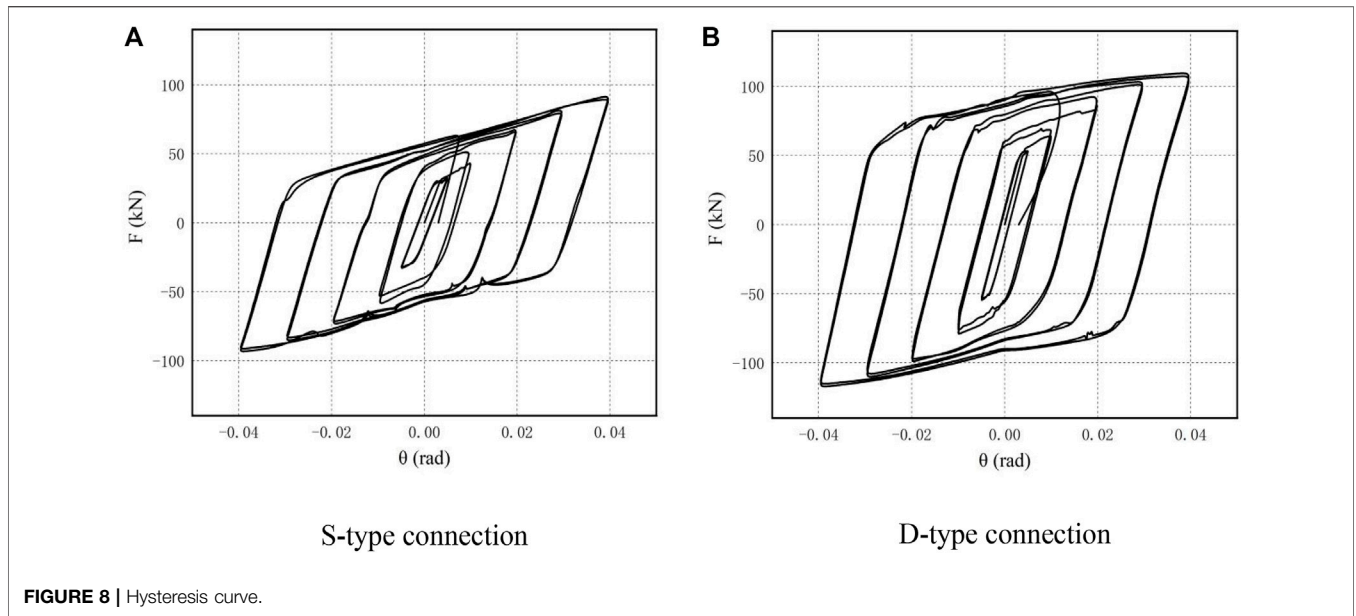 A
100
50
0
−50
−100
F (kN)
−0.04 −0.02 0.00 0.02 0.04
θ (rad)
S-type connection
B
100
50
0
−50
−100
F (kN)
−0.04 −0.02 0.00 0.02 0.04
θ (rad)
D-type connection
FIGURE 8 | Hysteresis curve.